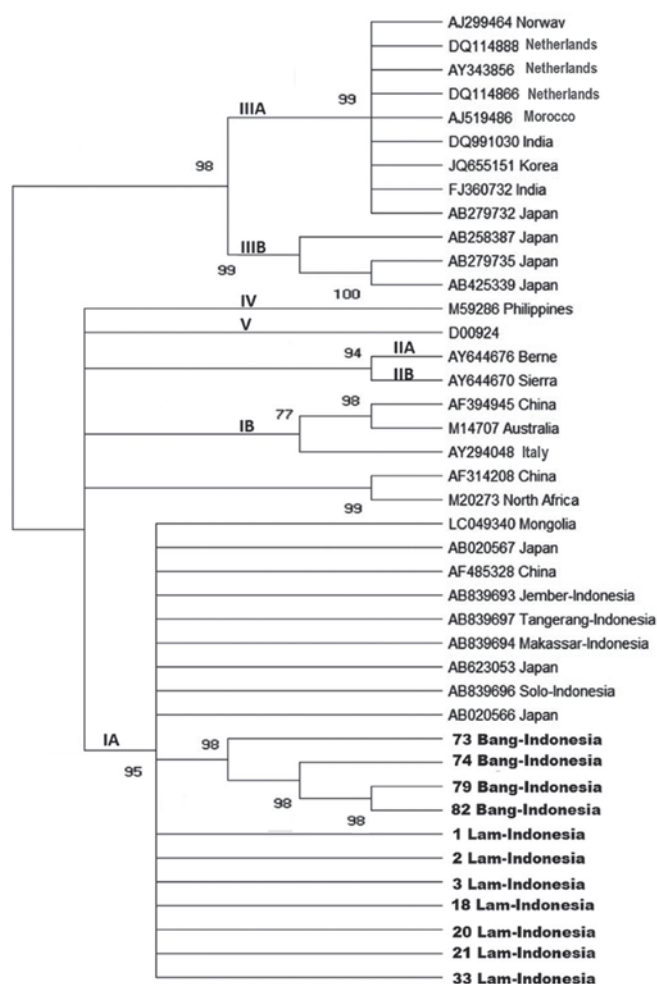 AJ299464 Norwav
DQ114888 Netherlands
AY343856 Netherlands
99
DQ114866 Netherlands
IIIA
AJ519486 Morocco
DQ991030 India
98
JQ655151 Korea
FJ360732 India
AB279732 Japan
AB258387 Japan
IIIB
99
AB279735 Japan
AB425339 Japan
100
IV
M59286 Philippines
V
D00924
94
IIA
AY644676 Berne
IIB
AY644670 Sierra
98
AF394945 China
77
IB
M14707 Australia
AY294048 Italy
AF314208 China
M20273 North Africa
99
LC049340 Mongolia
AB020567 Japan
AF485328 China
AB839693 Jember-Indonesia
AB839697 Tangerang-Indonesia
AB839694 Makassar-Indonesia
AB623053 Japan
AB839696 Solo-Indonesia
AB020566 Japan
IA
98
73 Bang-Indonesia
95
74 Bang-Indonesia
79 Bang-Indonesia
98
82 Bang-Indonesia
98
1 Lam-Indonesia
2 Lam-Indonesia
3 Lam-Indonesia
18 Lam-Indonesia
20 Lam-Indonesia
21 Lam-Indonesia
33 Lam-Indonesia